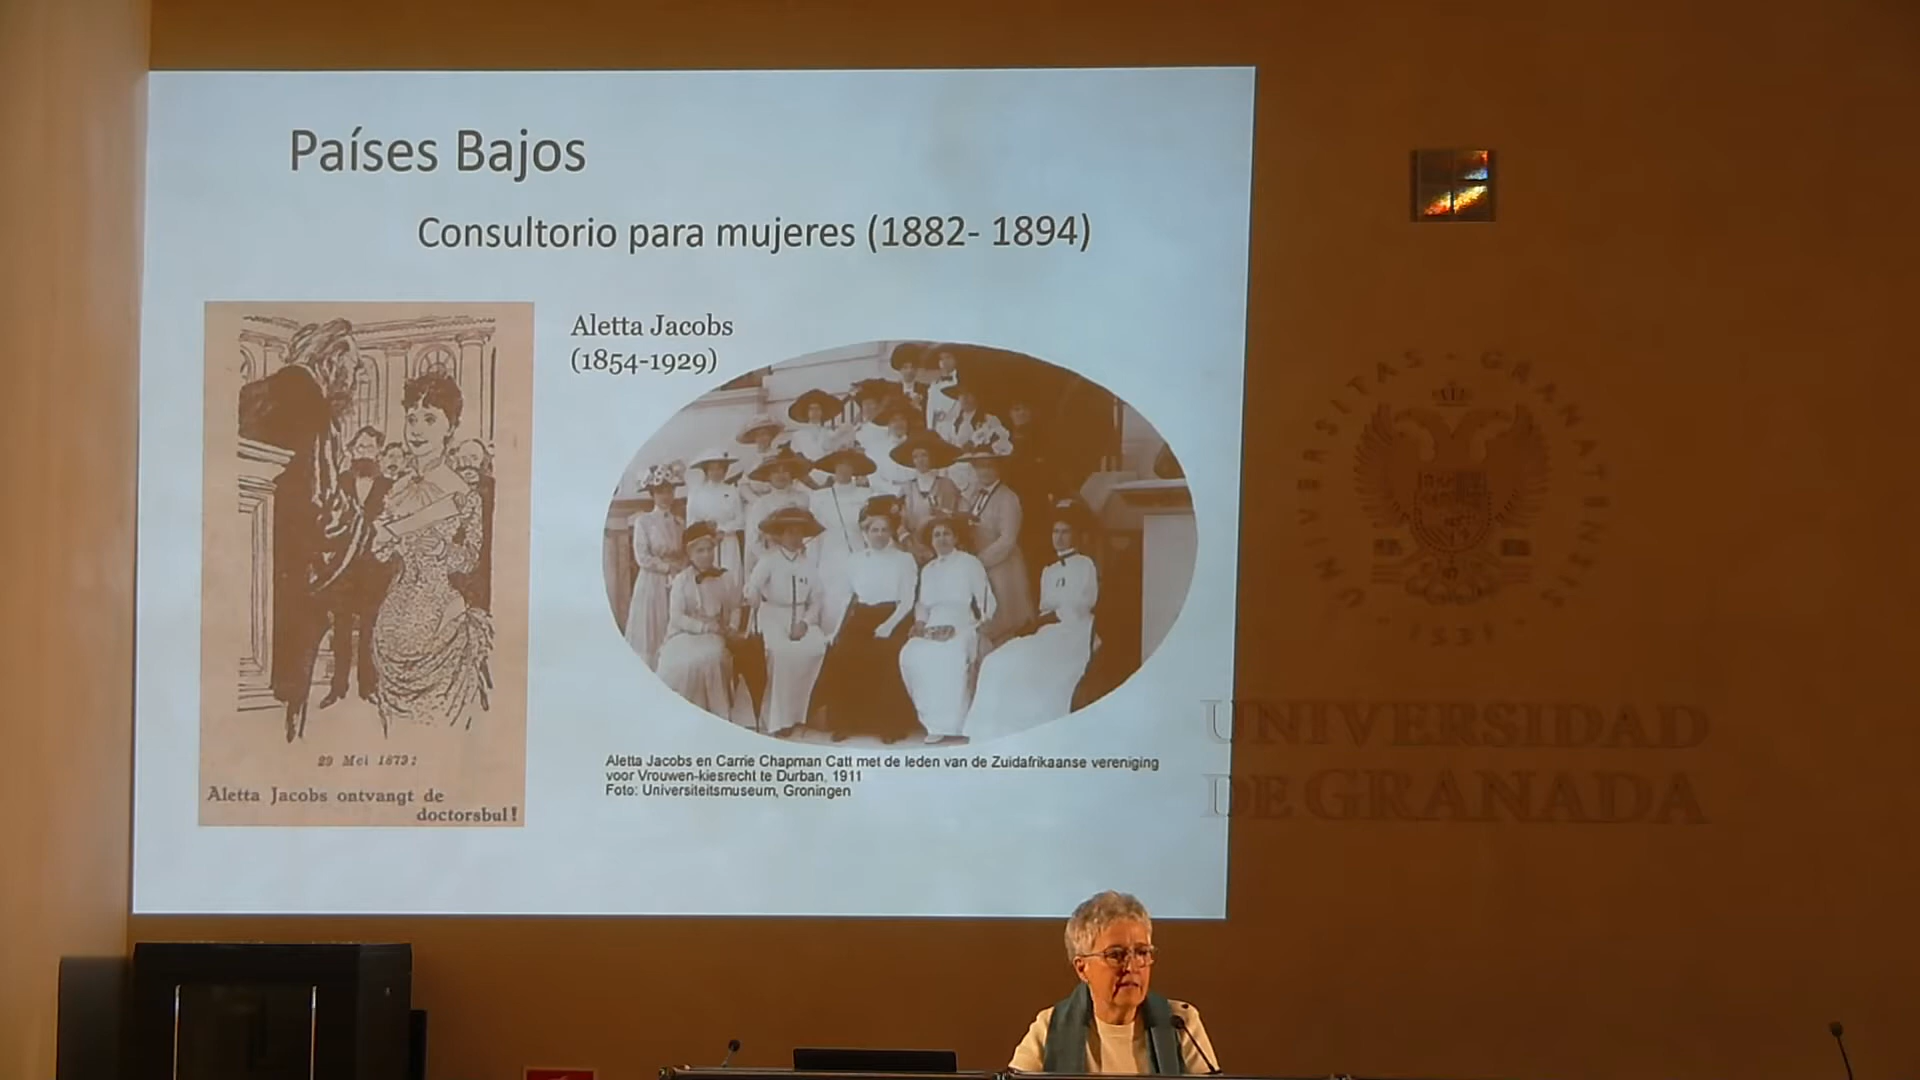 Países Bajos
Consultorio para mujeres (1882- 1894)
Aletta Jacobs
(1854-1929)
29 Mei 1879:
Aletta Jacobs ontvangt de
doctorsbul!
Aletta Jacobs en Carrie Chapman Catt met de leden van de Zuidafrikaanse vereniging
voor Vrouwen-kiesrecht te Durban, 1911
Foto: Universiteitsmuseum, Groningen
UNIVERSITAS · GRANATENSIS
· 1531 ·
UNIVERSIDAD
DE GRANADA